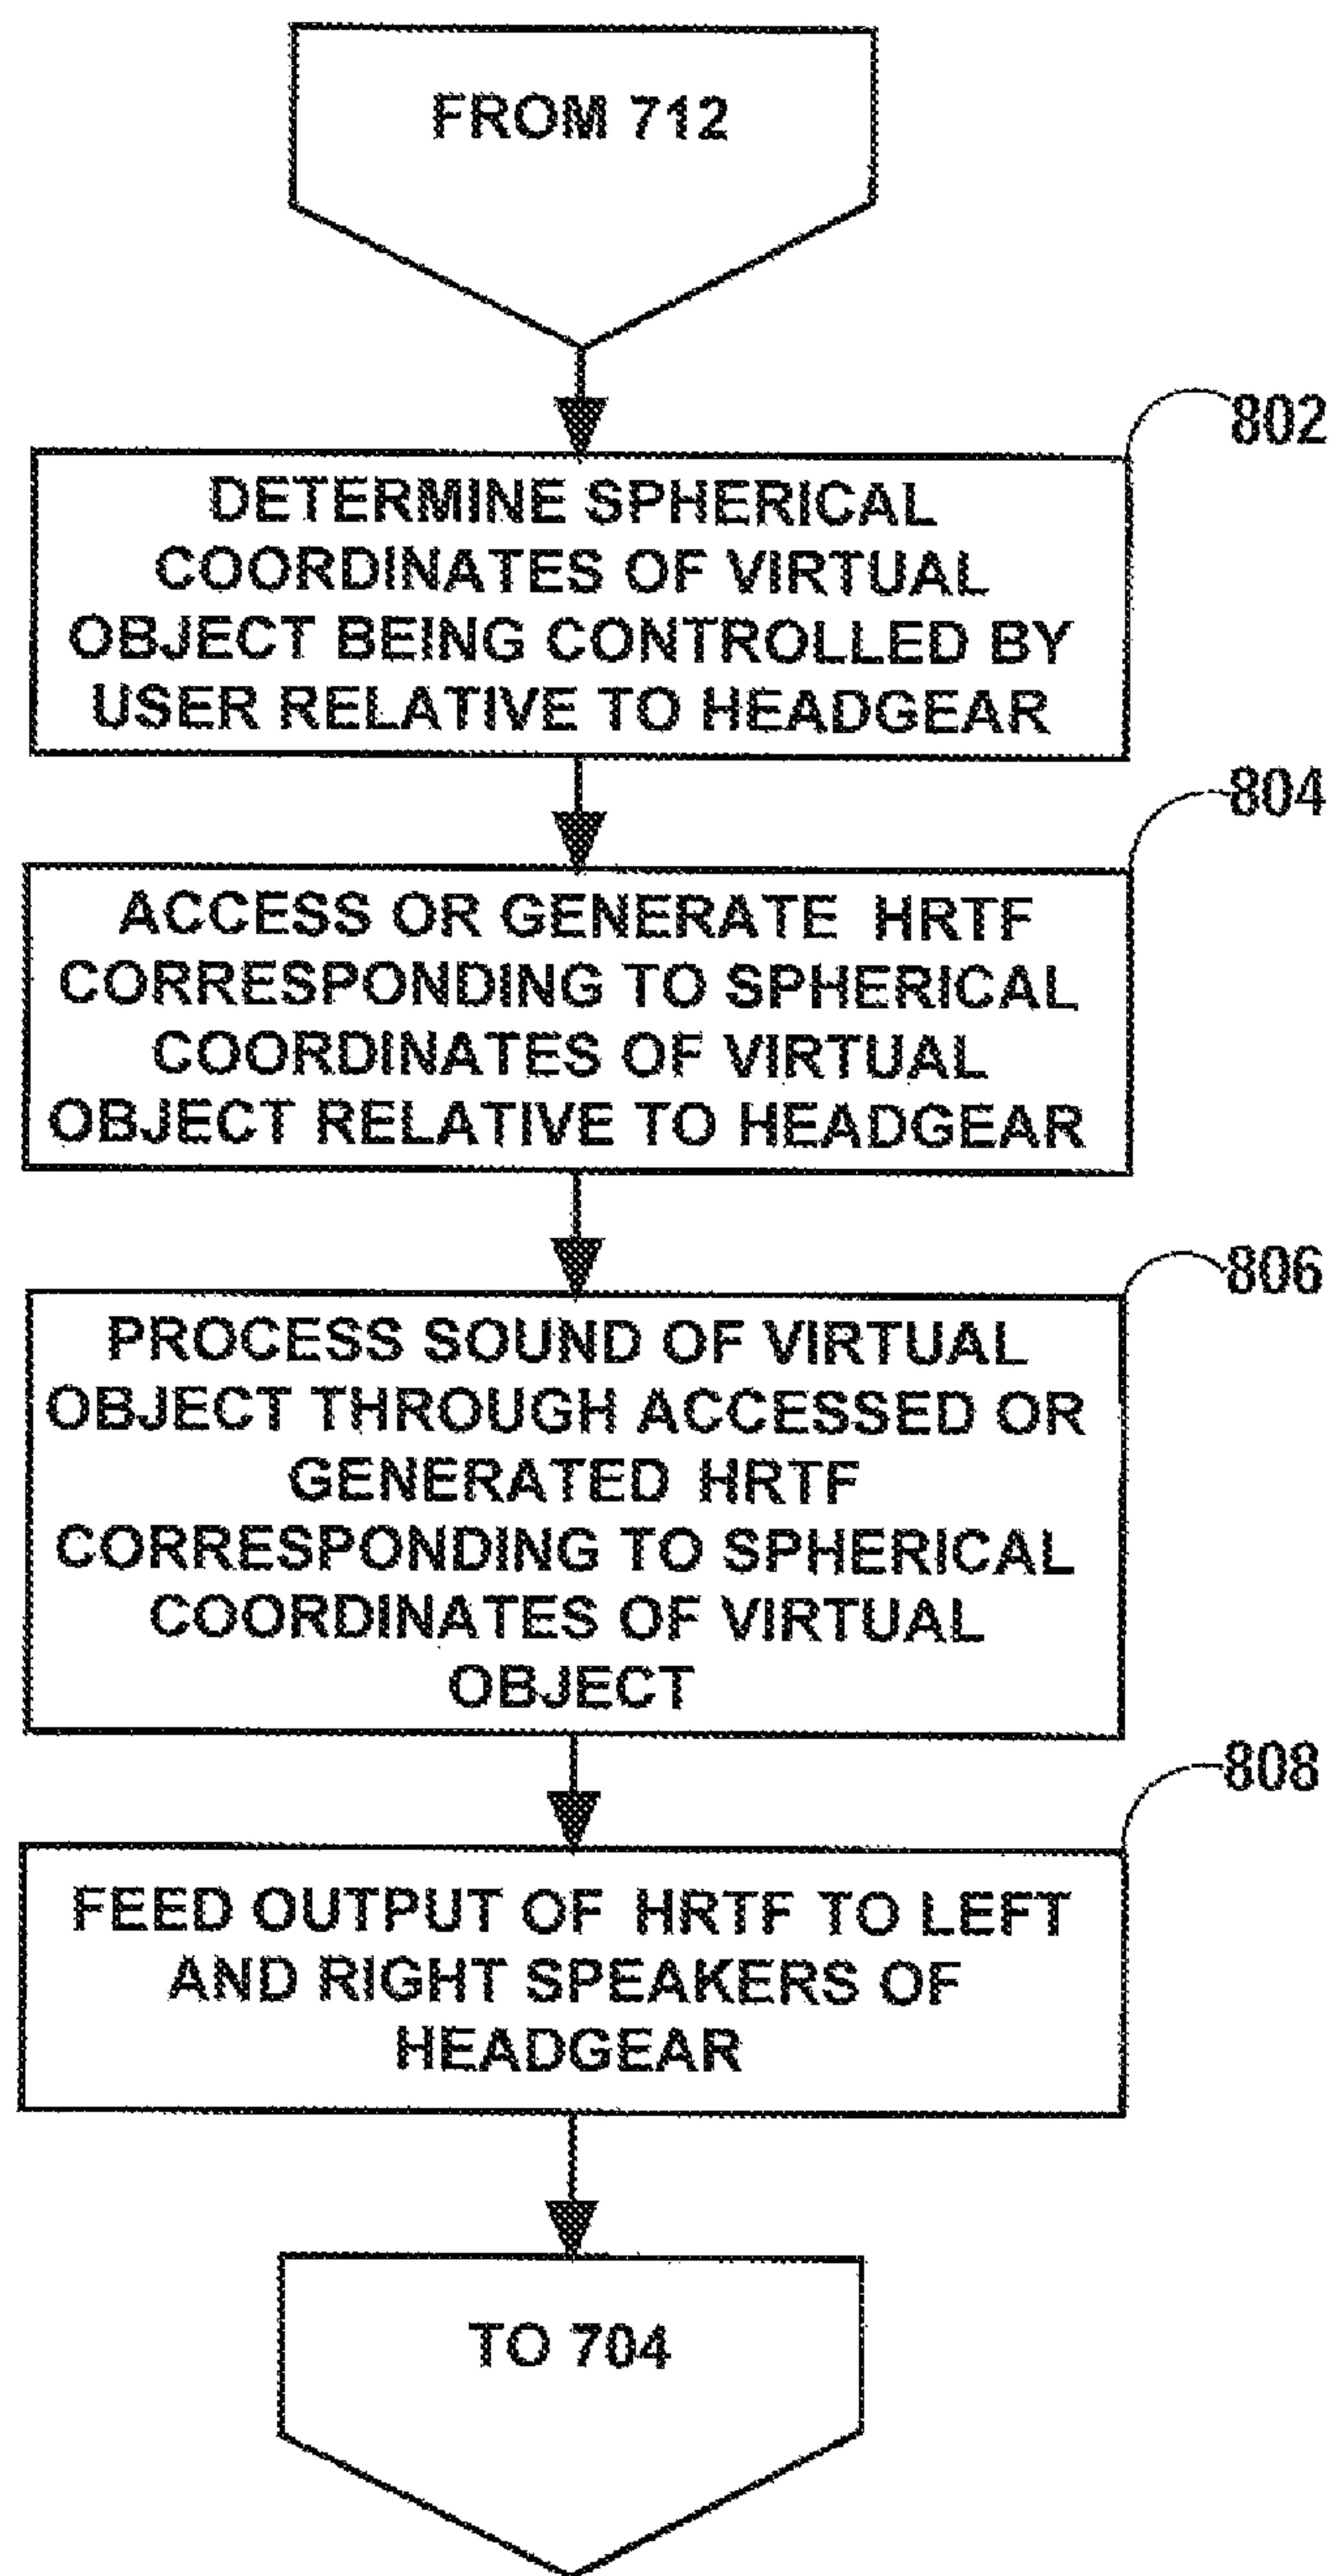 FROM 712
802
DETERMINE SPHERICAL
COORDINATES OF VIRTUAL
OBJECT BEING CONTROLLED BY
USER RELATIVE TO HEADGEAR
804
ACCESS OR GENERATE HRTF
CORRESPONDING TO SPHERICAL
COORDINATES OF VIRTUAL
OBJECT RELATIVE TO HEADGEAR
806
PROCESS SOUND OF VIRTUAL
OBJECT THROUGH ACCESSED OR
GENERATED HRTF
CORRESPONDING TO SPHERICAL
COORDINATES OF VIRTUAL
OBJECT
808
FEED OUTPUT OF HRTF TO LEFT
AND RIGHT SPEAKERS OF
HEADGEAR
TO 704